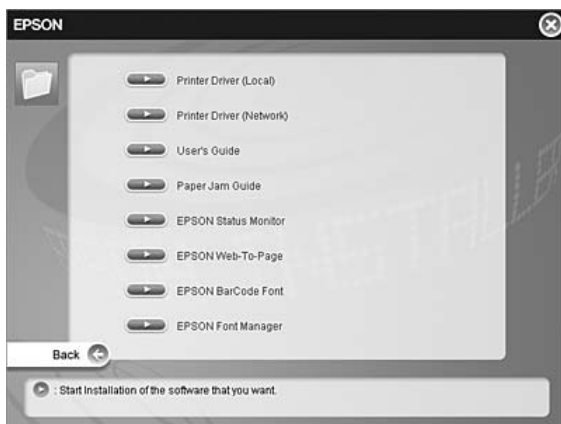 EPSON
Printer Driver (Local)
Printer Driver (Network)
User's Guide
Paper Jam Guide
EPSON Status Monitor
EPSON Web-To-Page
EPSON BarCode Font
EPSON Font Manager
Back
: Start Installation of the software that you want.